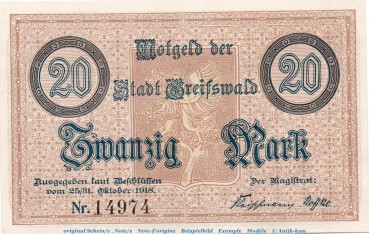 Notgeld der
20 Stadt Greifswald 20
Zwanzig Mark
Ausgegeben laut Beschlüssen
vom 25/31. Oktober 1918.
Der Magistrat:
Nr. 14974
original Schein/e , Note/s Note d'origine Beispielbild Example Modèle © Antik-kan